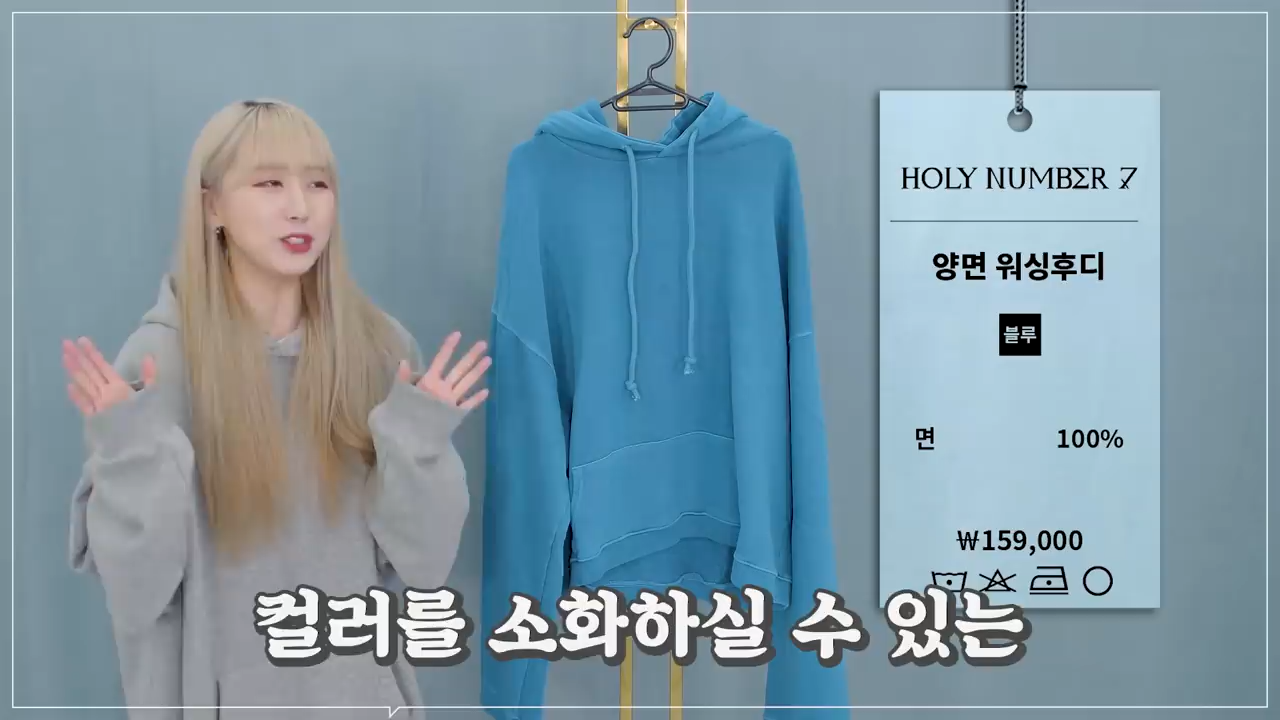 HOLY NUMBΣR 7
양면 워싱후디
블루
면 100%
₩159,000
컬러를 소화하실 수 있는